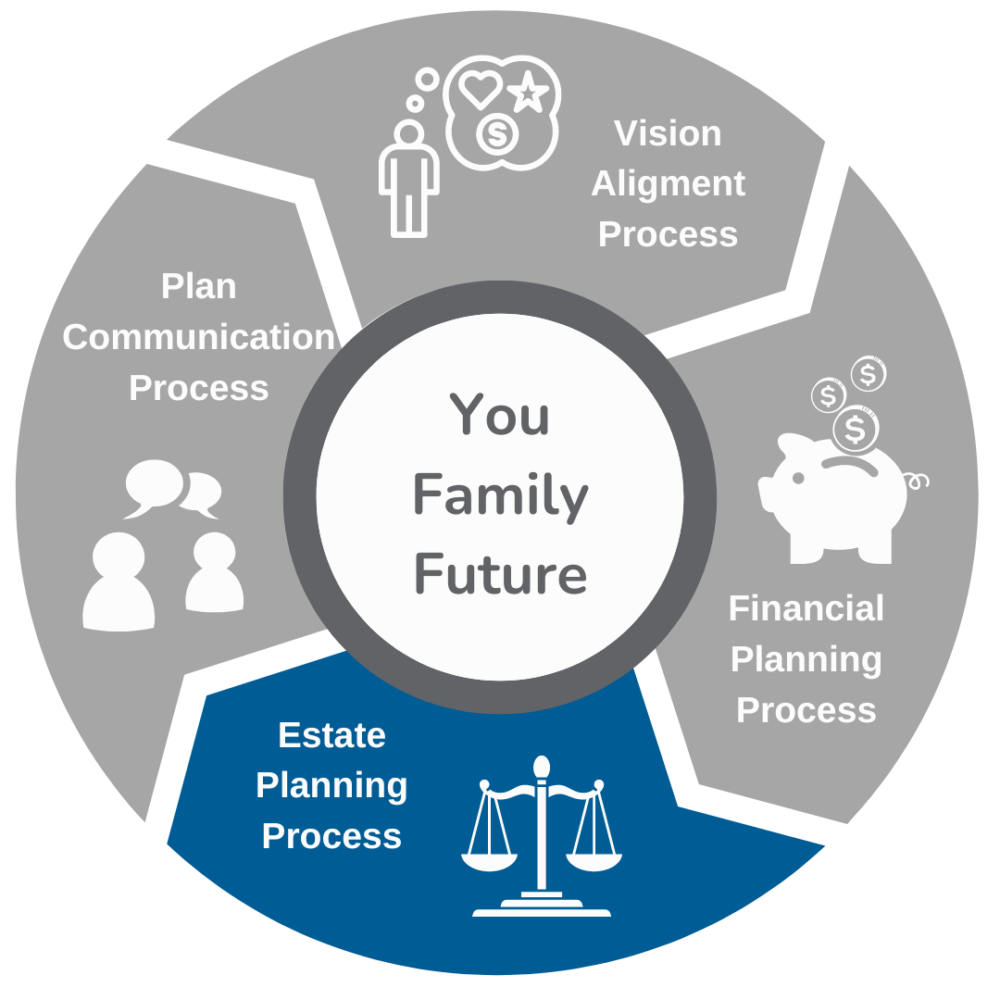 Vision
Aligment
Process
Plan
Communication
Process
You
Family
Future
Financial
Planning
Process
Estate
Planning
Process